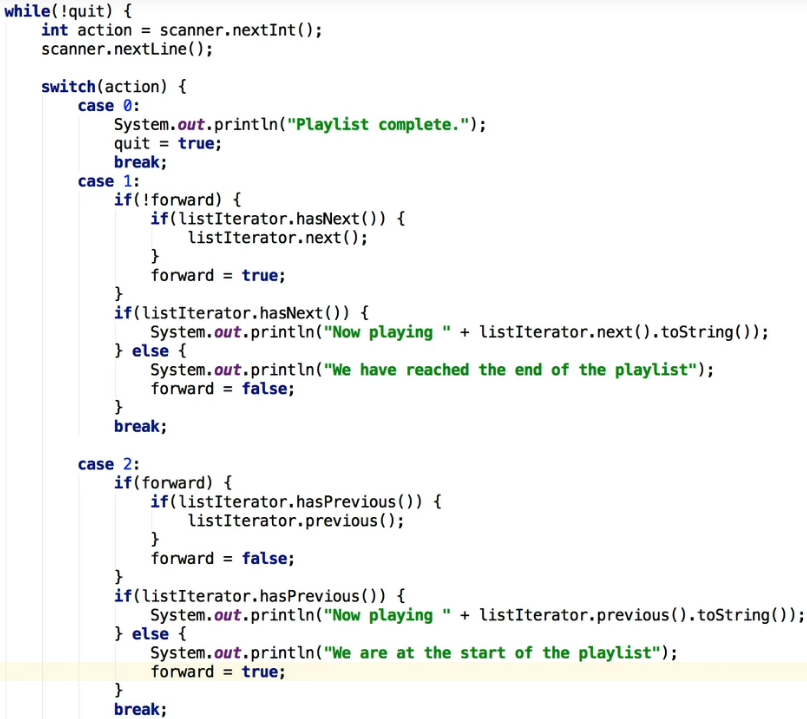 while(!quit) {
    int action = scanner.nextInt();
    scanner.nextLine();

    switch(action) {
        case 0:
            System.out.println("Playlist complete.");
            quit = true;
            break;
        case 1:
            if(!forward) {
                if(listIterator.hasNext()) {
                    listIterator.next();
                }
                forward = true;
            }
            if(listIterator.hasNext()) {
                System.out.println("Now playing " + listIterator.next().toString());
            } else {
                System.out.println("We have reached the end of the playlist");
                forward = false;
            }
            break;

        case 2:
            if(forward) {
                if(listIterator.hasPrevious()) {
                    listIterator.previous();
                }
                forward = false;
            }
            if(listIterator.hasPrevious()) {
                System.out.println("Now playing " + listIterator.previous().toString());
            } else {
                System.out.println("We are at the start of the playlist");
                forward = true;
            }
            break;